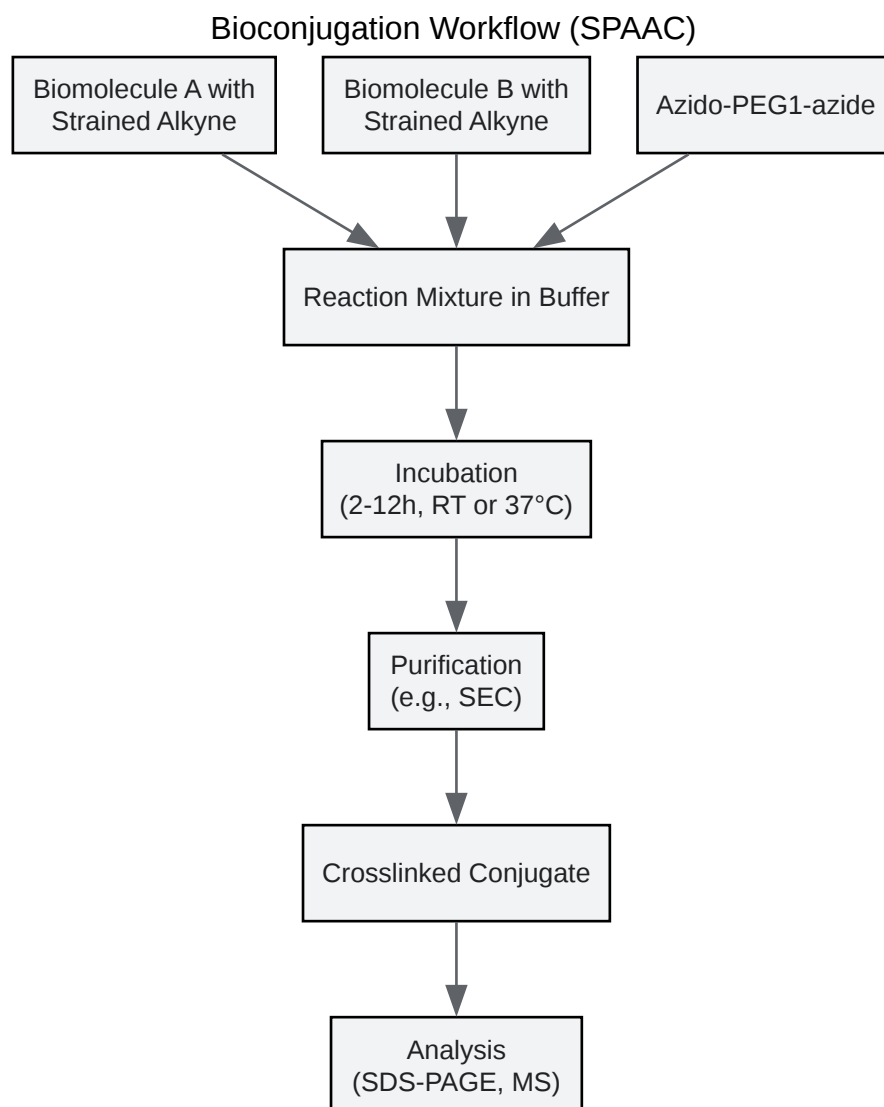 Bioconjugation Workflow (SPAAC)
Biomolecule A with
Strained Alkyne
Biomolecule B with
Strained Alkyne
Azido-PEG1-azide
Reaction Mixture in Buffer
Incubation
(2-12h, RT or 37°C)
Purification
(e.g., SEC)
Crosslinked Conjugate
Analysis
(SDS-PAGE, MS)